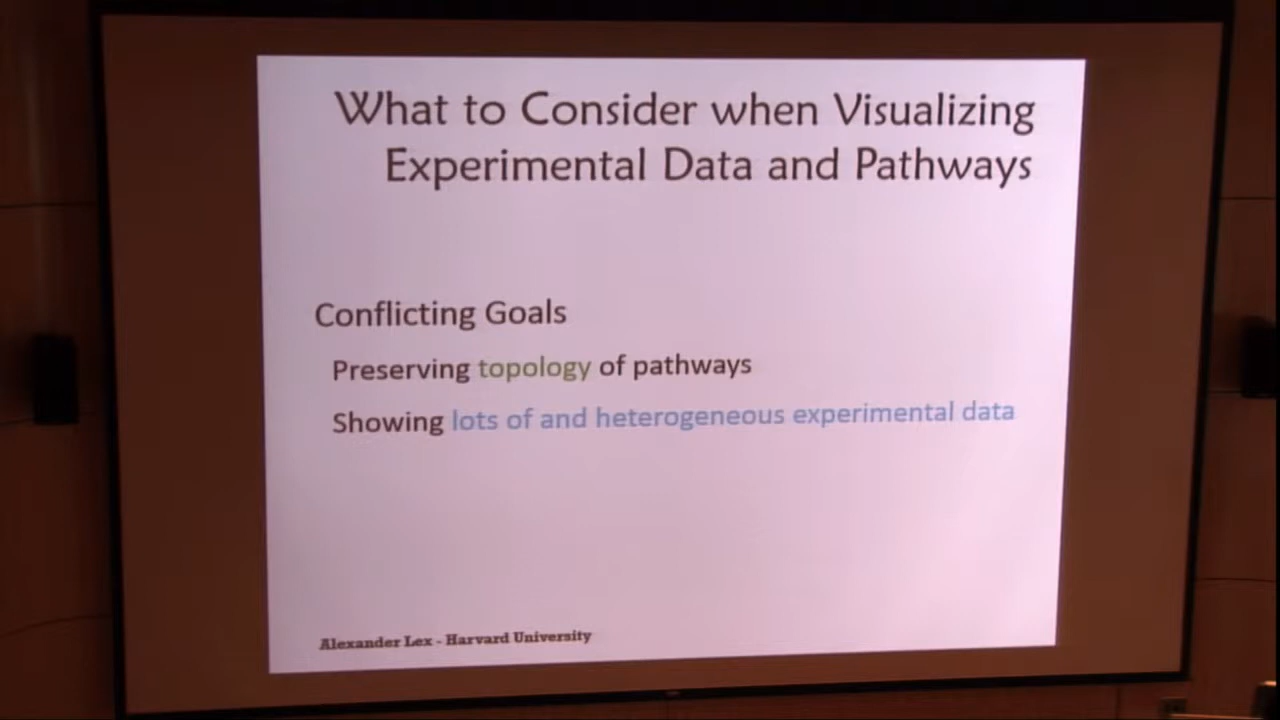 What to Consider when Visualizing
Experimental Data and Pathways
Conflicting Goals
Preserving topology of pathways
Showing lots of and heterogeneous experimental data
Alexander Lex - Harvard University